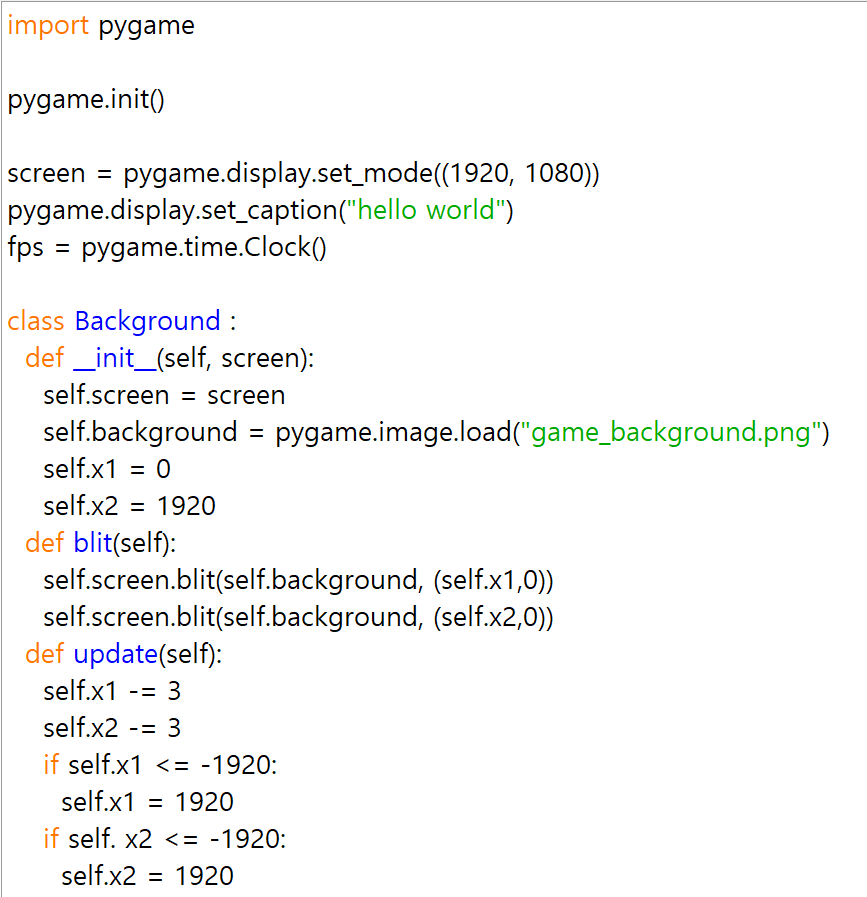 import pygame

pygame.init()

screen = pygame.display.set_mode((1920, 1080))
pygame.display.set_caption("hello world")
fps = pygame.time.Clock()

class Background :
  def __init__(self, screen):
    self.screen = screen
    self.background = pygame.image.load("game_background.png")
    self.x1 = 0
    self.x2 = 1920
  def blit(self):
    self.screen.blit(self.background, (self.x1,0))
    self.screen.blit(self.background, (self.x2,0))
  def update(self):
    self.x1 -= 3
    self.x2 -= 3
    if self.x1 <= -1920:
      self.x1 = 1920
    if self. x2 <= -1920:
      self.x2 = 1920